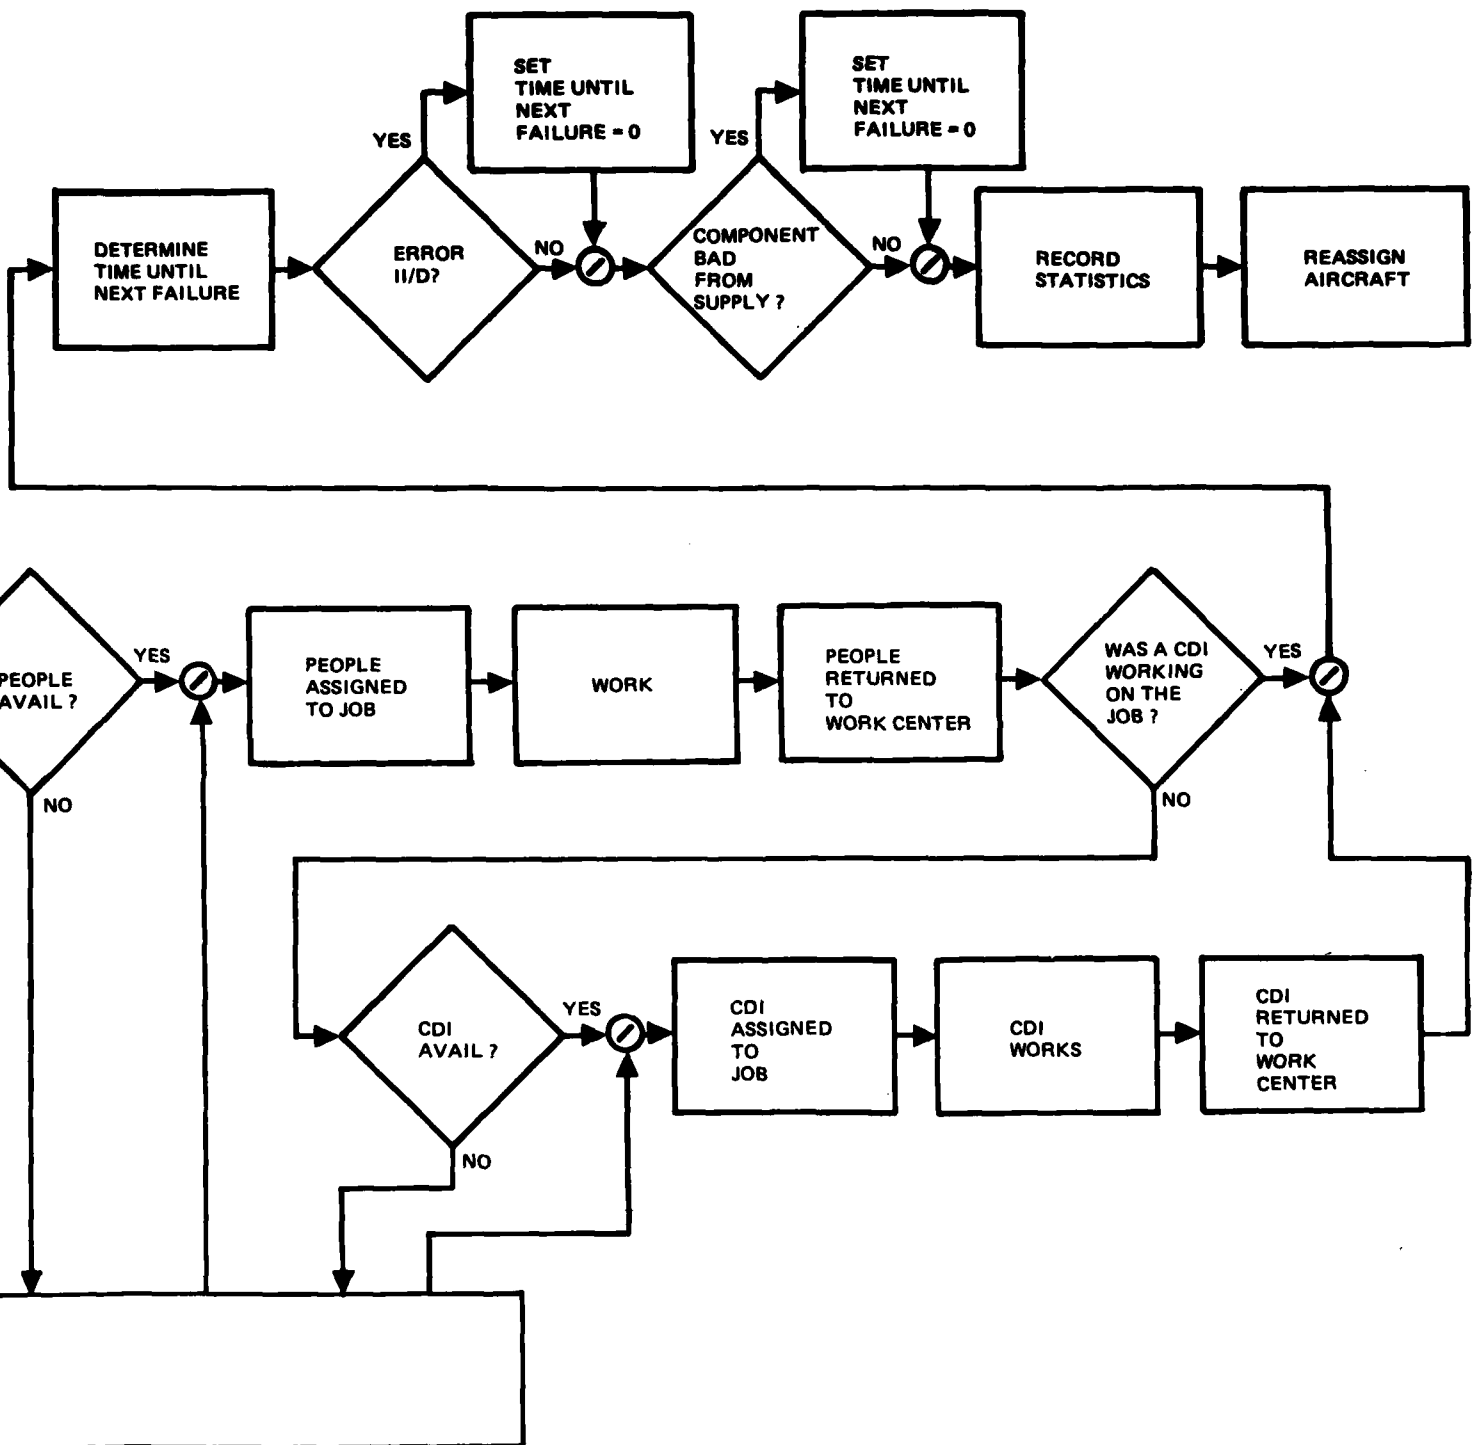 SET
TIME UNTIL
NEXT
FAILURE = 0
SET
TIME UNTIL
NEXT
FAILURE = 0
YES
YES
DETERMINE
TIME UNTIL
NEXT FAILURE
ERROR
II/D?
NO
COMPONENT
BAD
FROM
SUPPLY ?
NO
RECORD
STATISTICS
REASSIGN
AIRCRAFT
PEOPLE
AVAIL ?
YES
NO
PEOPLE
ASSIGNED
TO JOB
WORK
PEOPLE
RETURNED
TO
WORK CENTER
WAS A CDI
WORKING
ON THE
JOB ?
YES
NO
CDI
AVAIL ?
YES
NO
CDI
ASSIGNED
TO
JOB
CDI
WORKS
CDI
RETURNED
TO
WORK
CENTER